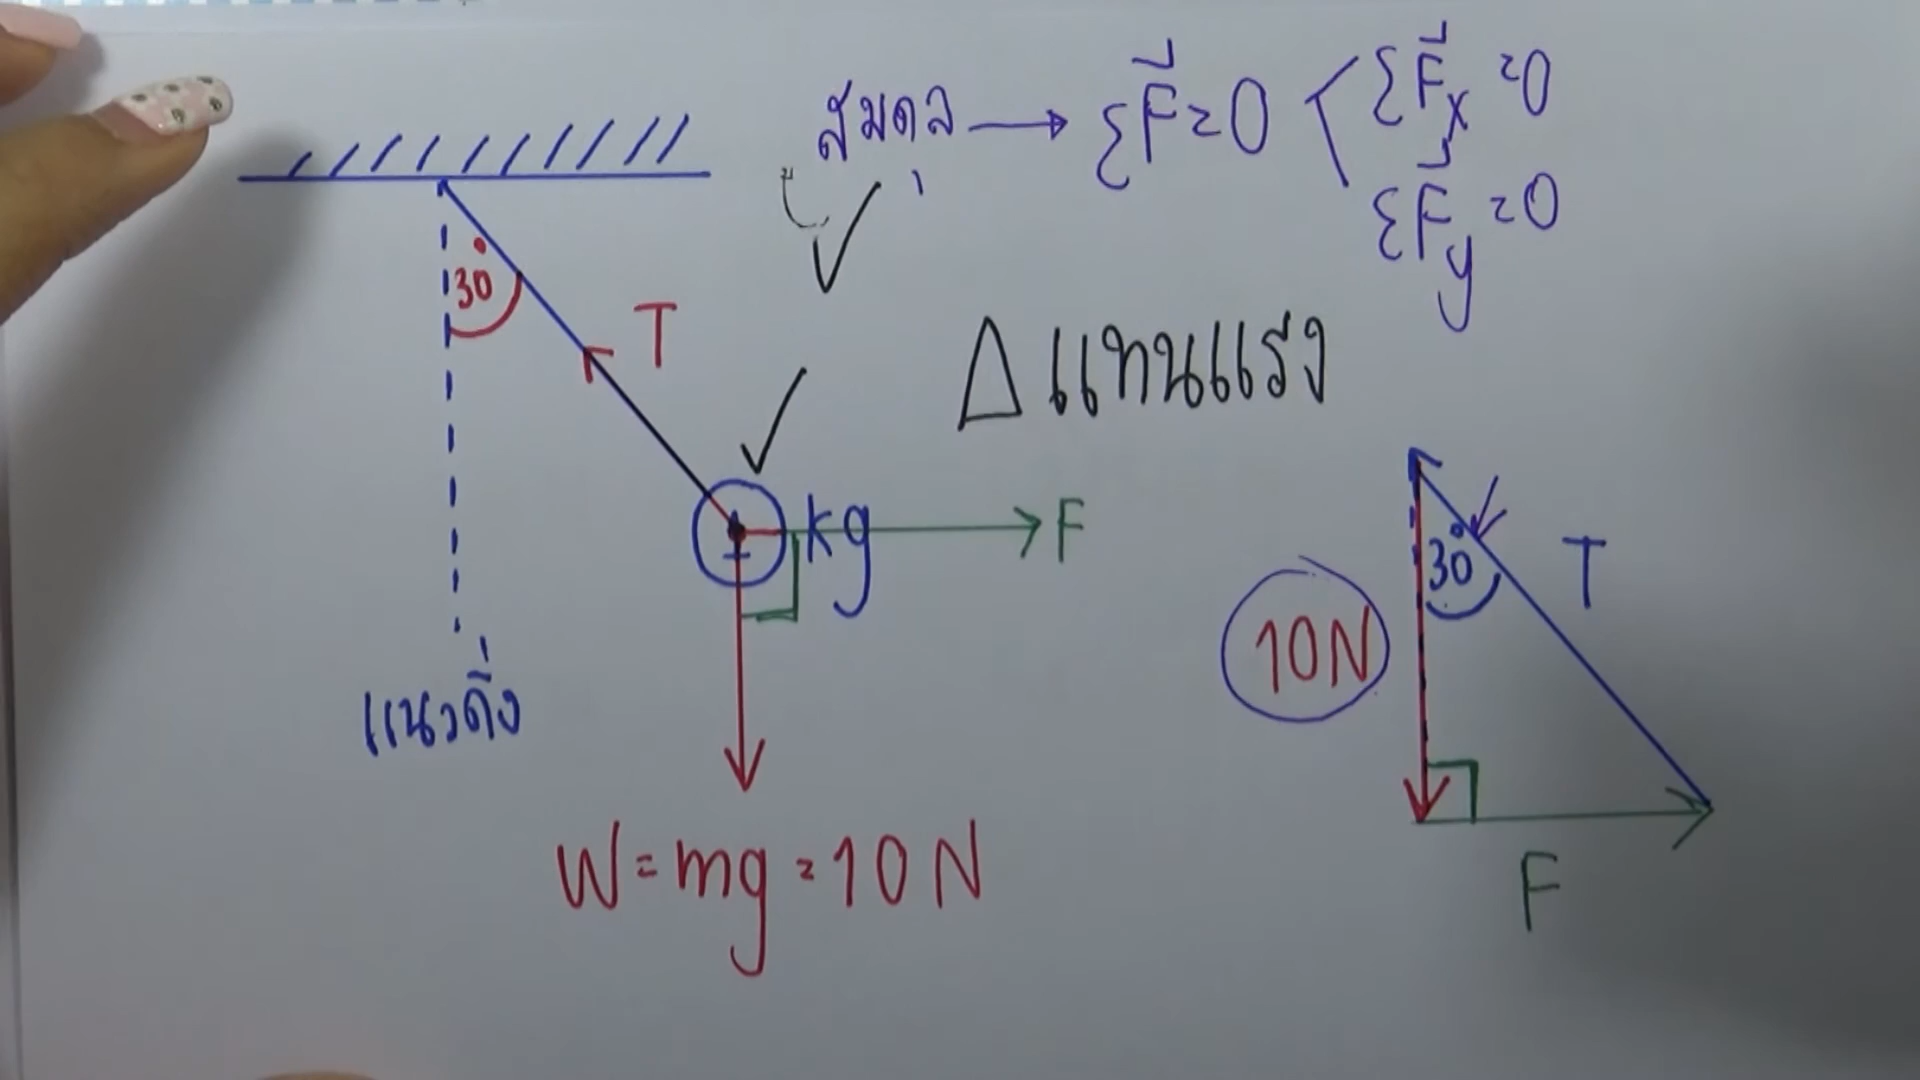 สมดุล → ΣF⃗ = 0 < ΣF⃗x = 0
ΣF⃗y = 0
30°
T
Δ แทนแรง
1 kg
F
30°
T
10N
แนวดิ่ง
W = mg = 10 N
F